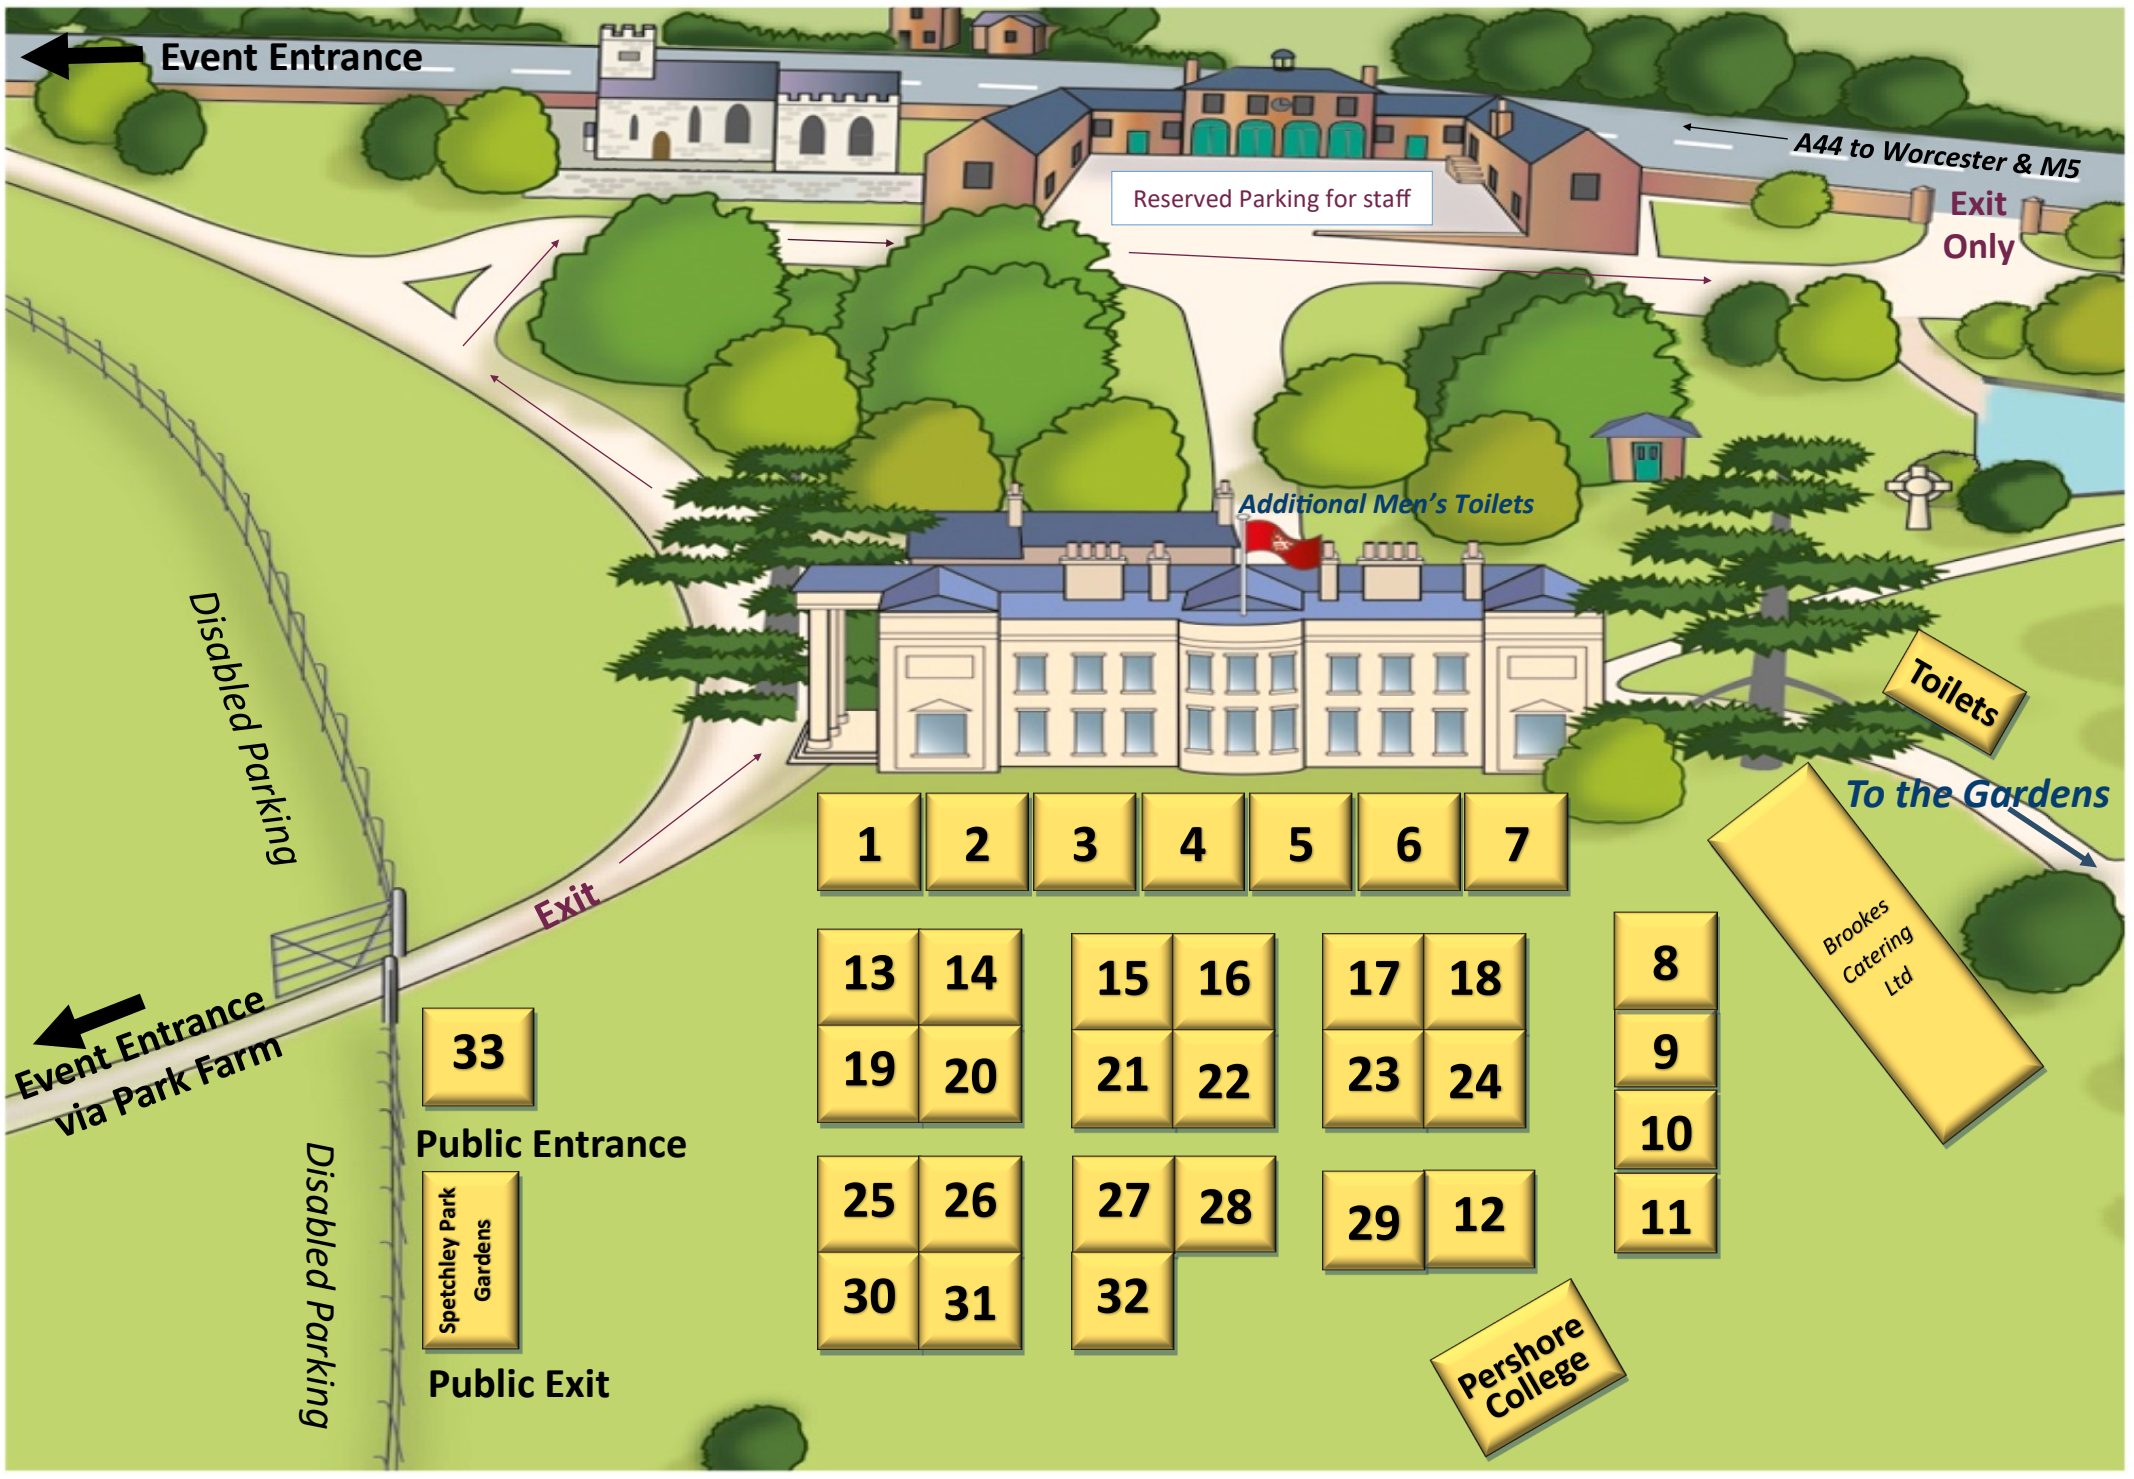 Event Entrance
A44 to Worcester & M5
Reserved Parking for staff
Exit
Only
Additional Men's Toilets
Disabled Parking
Toilets
To the Gardens
1 2 3 4 5 6 7
Exit
Brookes
Catering
Ltd
8
13 14 15 16 17 18
9
Event Entrance
via Park Farm
33
19 20 21 22 23 24
10
Public Entrance
Disabled Parking
Spetchley Park
Gardens
25 26 27 28 29 12
11
30 31 32
Public Exit
Pershore
College